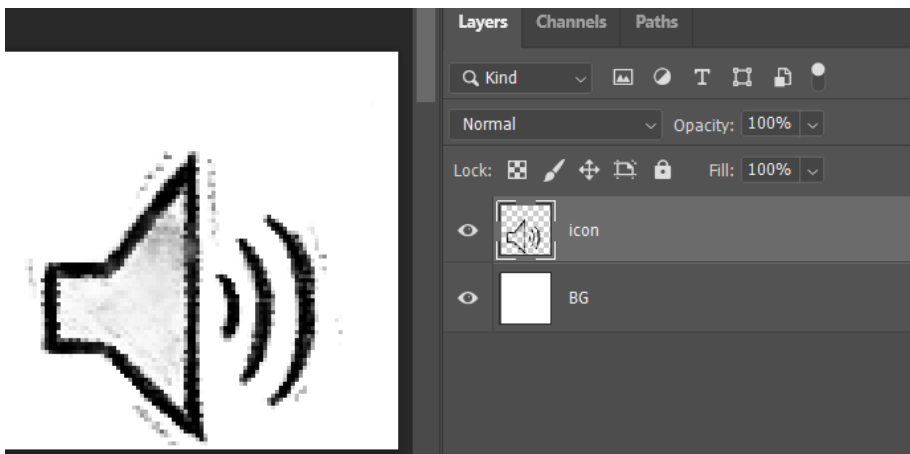 Layers Channels Paths
Kind
Normal Opacity: 100%
Lock: Fill: 100%
icon
BG